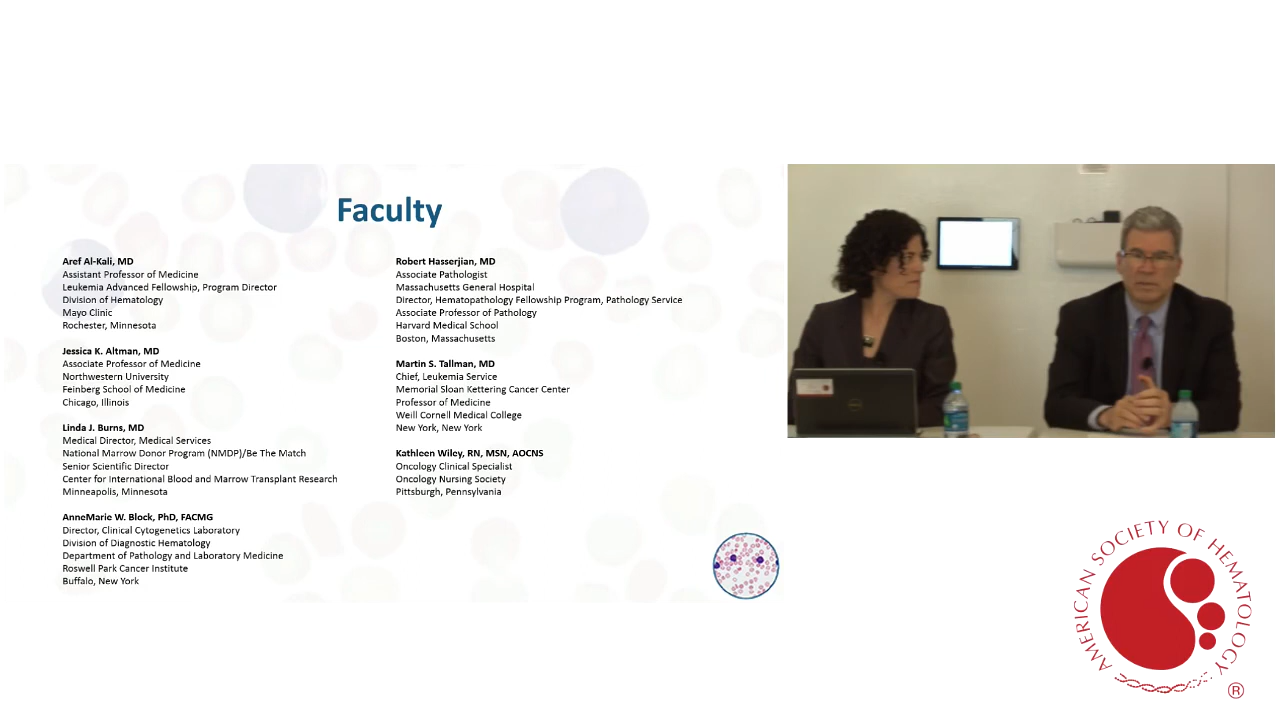 Faculty
Aref Al-Kali, MD
Assistant Professor of Medicine
Leukemia Advanced Fellowship, Program Director
Division of Hematology
Mayo Clinic
Rochester, Minnesota
Jessica K. Altman, MD
Associate Professor of Medicine
Northwestern University
Feinberg School of Medicine
Chicago, Illinois
Linda J. Burns, MD
Medical Director, Medical Services
National Marrow Donor Program (NMDP)/Be The Match
Senior Scientific Director
Center for International Blood and Marrow Transplant Research
Minneapolis, Minnesota
AnneMarie W. Block, PhD, FACMG
Director, Clinical Cytogenetics Laboratory
Division of Diagnostic Hematology
Department of Pathology and Laboratory Medicine
Roswell Park Cancer Institute
Buffalo, New York
Robert Hasserjian, MD
Associate Pathologist
Massachusetts General Hospital
Director, Hematopathology Fellowship Program, Pathology Service
Associate Professor of Pathology
Harvard Medical School
Boston, Massachusetts
Martin S. Tallman, MD
Chief, Leukemia Service
Memorial Sloan Kettering Cancer Center
Professor of Medicine
Weill Cornell Medical College
New York, New York
Kathleen Wiley, RN, MSN, AOCNS
Oncology Clinical Specialist
Oncology Nursing Society
Pittsburgh, Pennsylvania
AMERICAN SOCIETY OF HEMATOLOGY
®